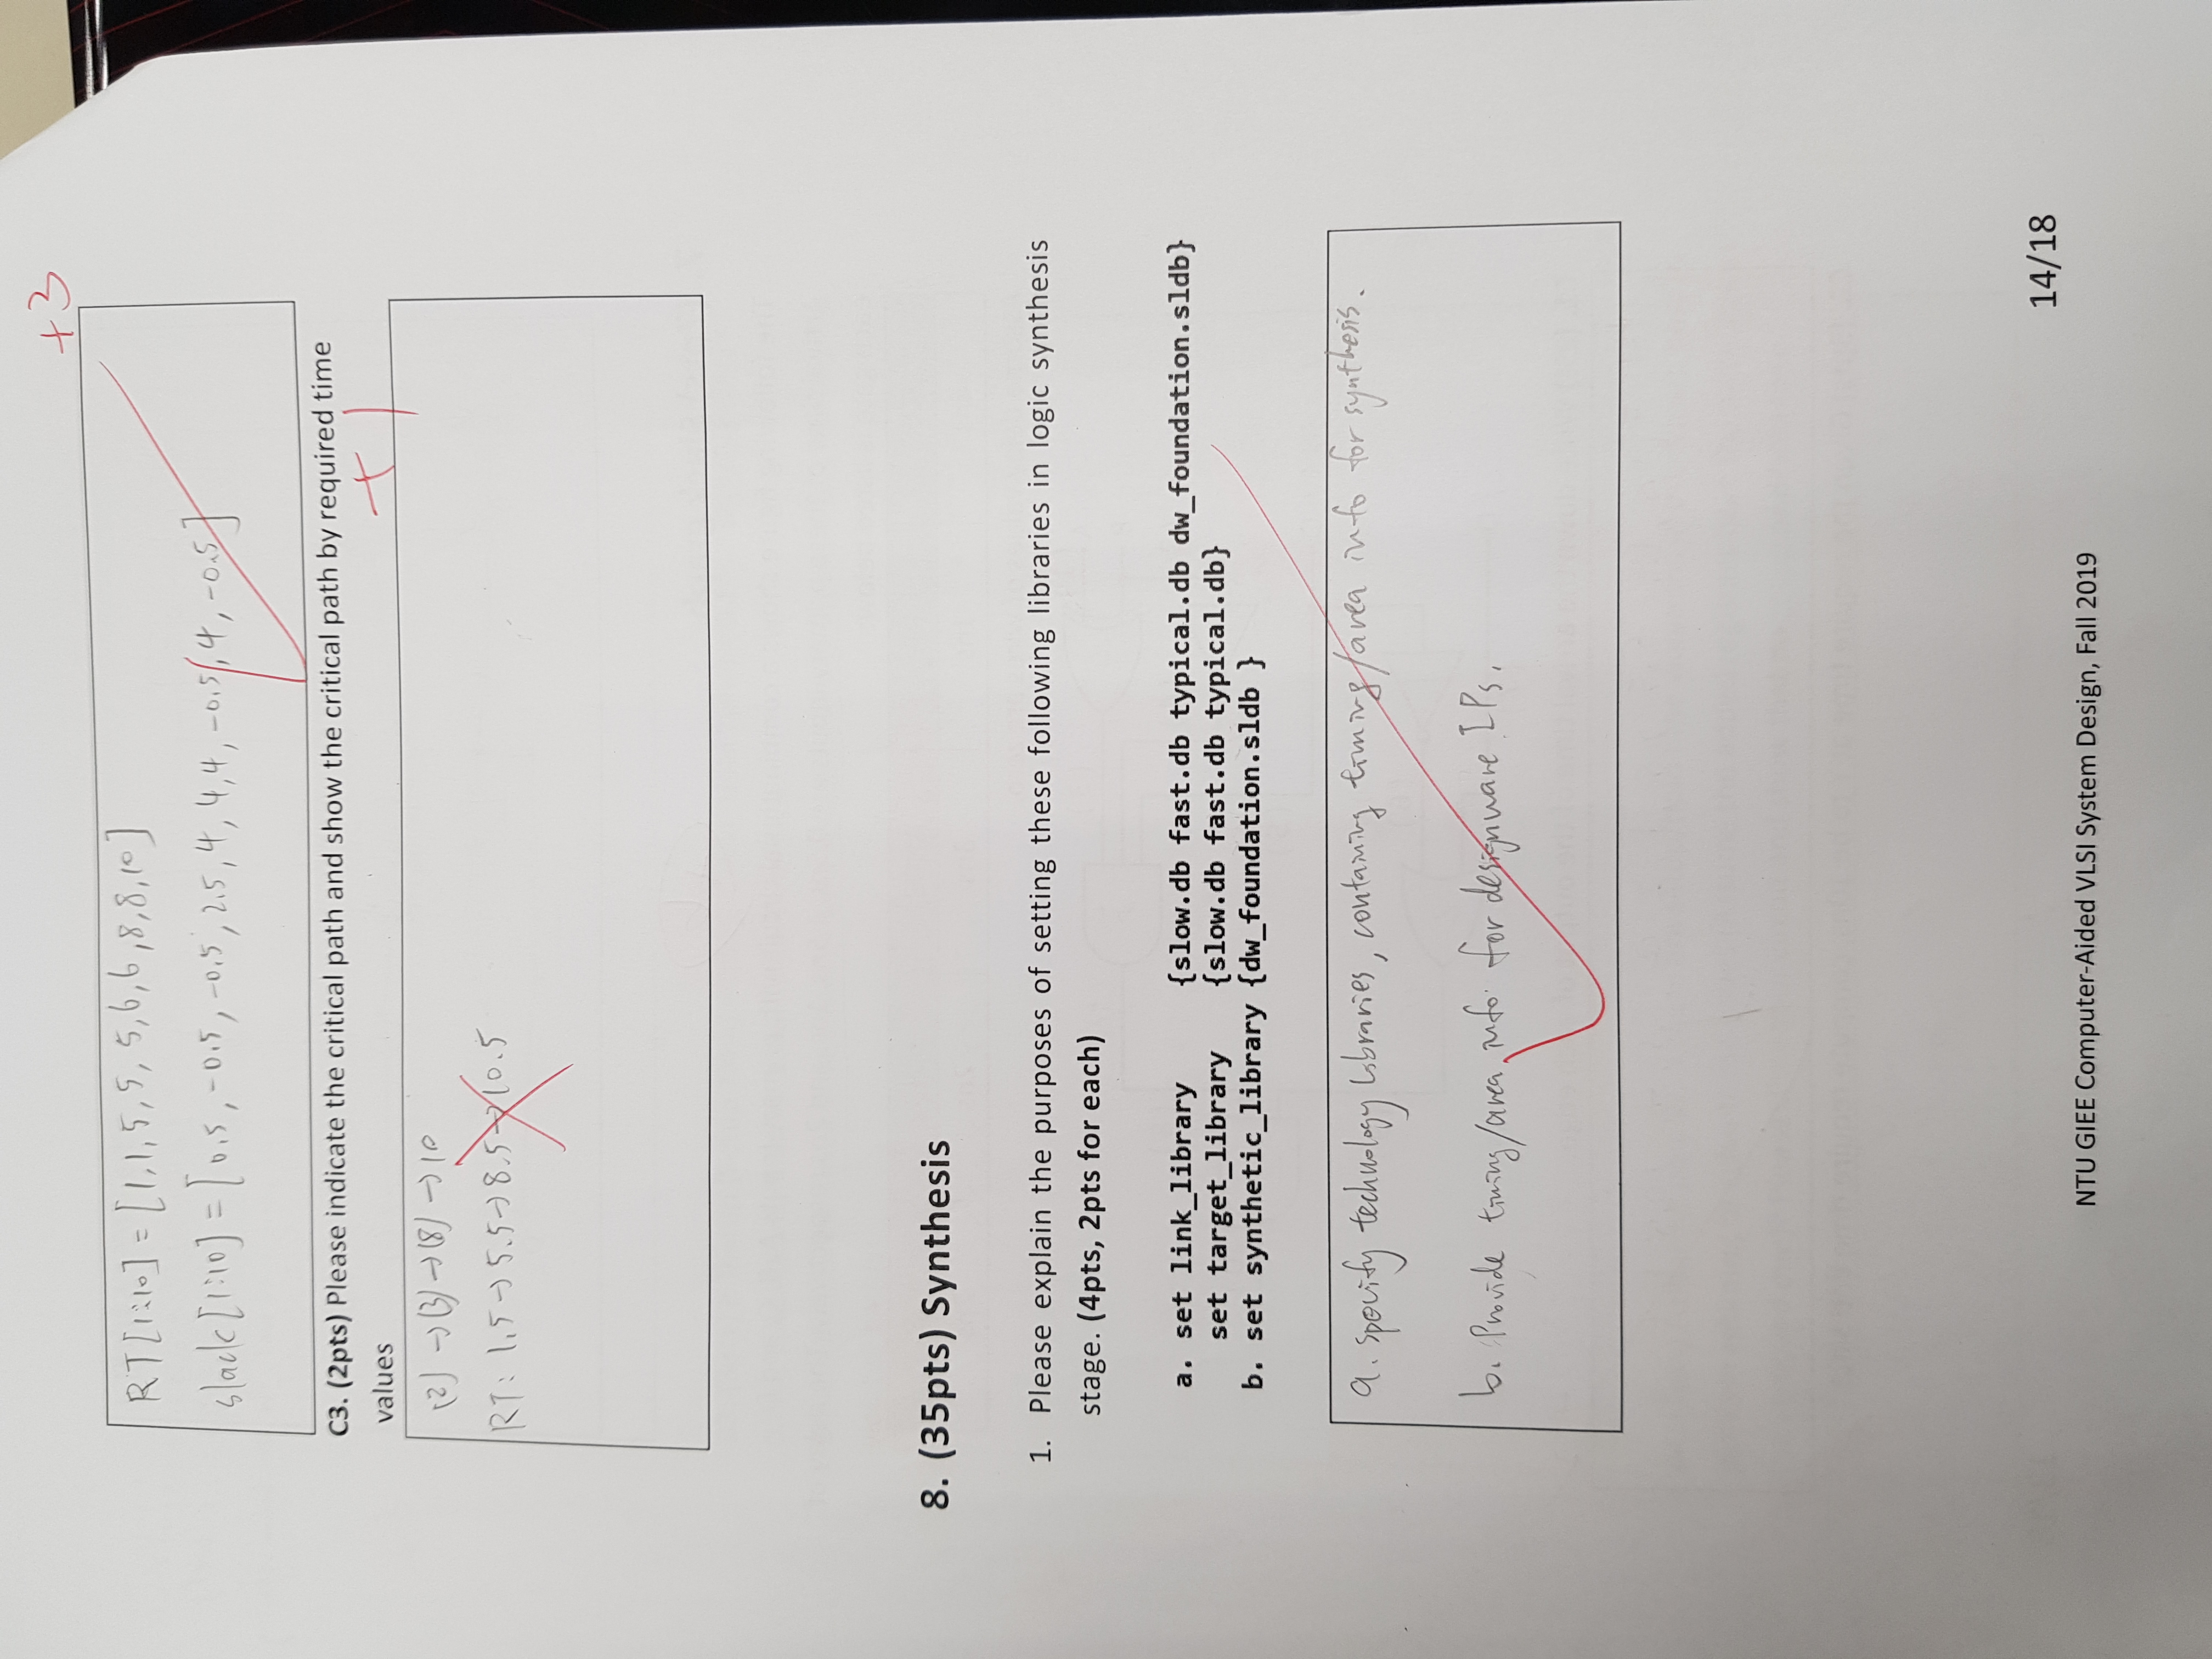 +3
RT[1:10] = [1,1,5,5,5,6,6,8,8,10]
slack[1:10] = [0.5, -0.5, -0.5, 2.5, 4, 4, 4, -0.5, 4, -0.5]
C3. (2pts) Please indicate the critical path and show the critical path by required time
values
+1
(2) → (3) → (8) → 10
RT: 1.5 → 5.5 → 8.5 → 10.5
8. (35pts) Synthesis
1. Please explain the purposes of setting these following libraries in logic synthesis
stage. (4pts, 2pts for each)
a. set link_library {slow.db fast.db typical.db dw_foundation.sldb}
set target_library {slow.db fast.db typical.db}
b. set synthetic_library {dw_foundation.sldb }
a. specify technology libraries, containing timing/area info for synthesis.
b. Provide timing/area info. for designware IPs.
14/18
NTU GIEE Computer-Aided VLSI System Design, Fall 2019